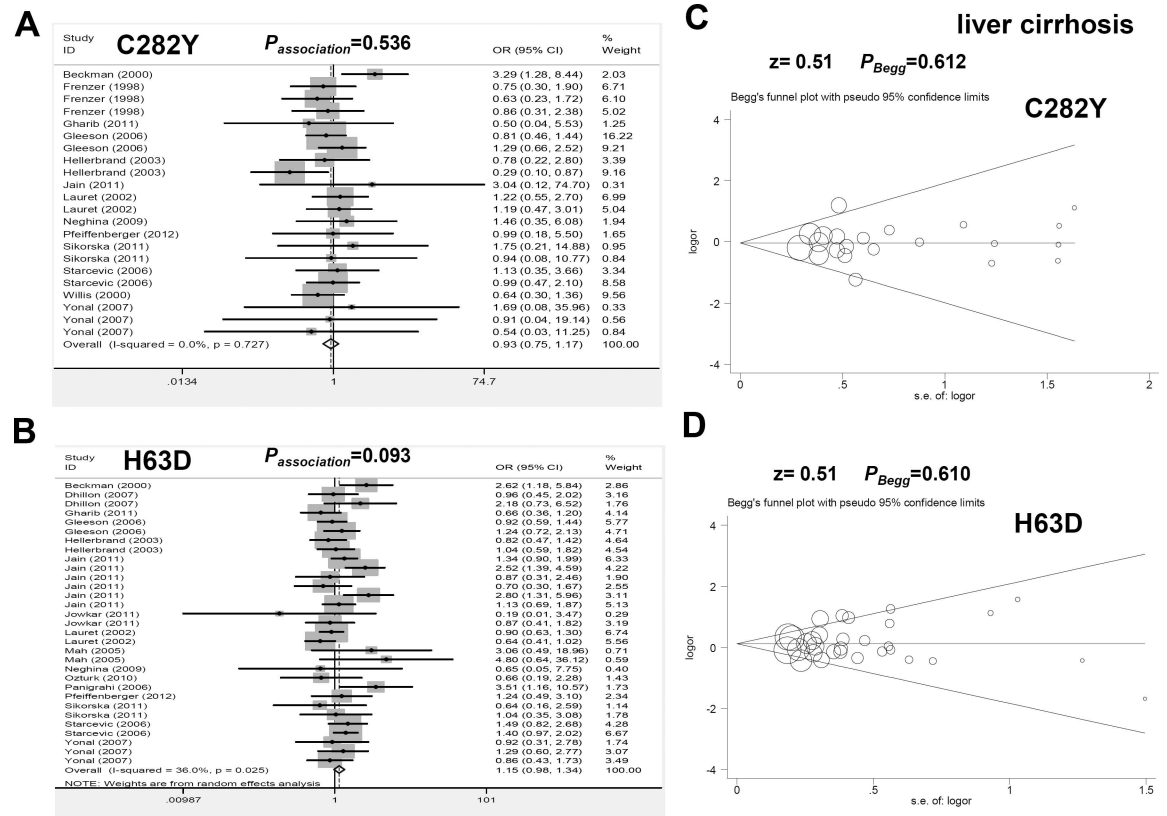 A
Study
ID
C282Y
Passociation=0.536
OR (95% CI)
%
Weight
Beckman (2000) 3.29 (1.28, 8.44) 2.03
Frenzer (1998) 0.75 (0.30, 1.90) 6.71
Frenzer (1998) 0.63 (0.23, 1.72) 6.10
Frenzer (1998) 0.86 (0.31, 2.38) 5.02
Gharib (2011) 0.50 (0.04, 5.53) 1.25
Gleeson (2006) 0.81 (0.46, 1.44) 16.22
Gleeson (2006) 1.29 (0.66, 2.52) 9.21
Hellerbrand (2003) 0.78 (0.22, 2.80) 3.39
Hellerbrand (2003) 0.29 (0.10, 0.87) 9.16
Jain (2011) 3.04 (0.12, 74.70) 0.31
Lauret (2002) 1.22 (0.55, 2.70) 6.99
Lauret (2002) 1.19 (0.47, 3.01) 5.04
Neghina (2009) 1.46 (0.35, 6.08) 1.94
Pfeiffenberger (2012) 0.99 (0.18, 5.50) 1.65
Sikorska (2011) 1.75 (0.21, 14.88) 0.95
Sikorska (2011) 0.94 (0.08, 10.77) 0.84
Starcevic (2006) 1.13 (0.35, 3.66) 3.34
Starcevic (2006) 0.99 (0.47, 2.10) 8.58
Willis (2000) 0.64 (0.30, 1.36) 9.56
Yonal (2007) 1.69 (0.08, 35.96) 0.33
Yonal (2007) 0.91 (0.04, 19.14) 0.56
Yonal (2007) 0.54 (0.03, 11.25) 0.84
Overall (I-squared = 0.0%, p = 0.727) 0.93 (0.75, 1.17) 100.00
.0134 1 74.7
B
Study
ID
H63D
Passociation=0.093
OR (95% CI)
%
Weight
Beckman (2000) 2.62 (1.18, 5.84) 2.86
Dhillon (2007) 0.96 (0.45, 2.02) 3.16
Dhillon (2007) 2.18 (0.73, 6.52) 1.76
Gharib (2011) 0.66 (0.36, 1.20) 4.14
Gleeson (2006) 0.92 (0.59, 1.44) 5.77
Gleeson (2006) 1.24 (0.72, 2.13) 4.71
Hellerbrand (2003) 0.82 (0.47, 1.42) 4.64
Hellerbrand (2003) 1.04 (0.59, 1.82) 4.54
Jain (2011) 1.34 (0.90, 1.99) 6.33
Jain (2011) 2.52 (1.39, 4.59) 4.22
Jain (2011) 0.87 (0.31, 2.46) 1.90
Jain (2011) 0.70 (0.30, 1.67) 2.55
Jain (2011) 2.80 (1.31, 5.96) 3.11
Jain (2011) 1.13 (0.69, 1.87) 5.13
Jowkar (2011) 0.19 (0.01, 3.47) 0.29
Jowkar (2011) 0.87 (0.41, 1.82) 3.19
Lauret (2002) 0.90 (0.63, 1.30) 6.74
Lauret (2002) 0.64 (0.41, 1.02) 5.56
Mah (2005) 3.06 (0.49, 18.96) 0.71
Mah (2005) 4.80 (0.64, 36.12) 0.59
Neghina (2009) 0.65 (0.05, 7.75) 0.40
Ozturk (2010) 0.66 (0.19, 2.28) 1.43
Panigrahi (2006) 3.51 (1.16, 10.57) 1.73
Pfeiffenberger (2012) 1.24 (0.49, 3.10) 2.34
Sikorska (2011) 0.64 (0.16, 2.59) 1.14
Sikorska (2011) 1.04 (0.35, 3.08) 1.78
Starcevic (2006) 1.49 (0.82, 2.68) 4.28
Starcevic (2006) 1.40 (0.97, 2.02) 6.67
Yonal (2007) 0.92 (0.31, 2.78) 1.74
Yonal (2007) 1.29 (0.60, 2.77) 3.07
Yonal (2007) 0.86 (0.43, 1.73) 3.49
Overall (I-squared = 36.0%, p = 0.025) 1.15 (0.98, 1.34) 100.00
NOTE: Weights are from random effects analysis
.00987 1 101
C
liver cirrhosis
z= 0.51 PBegg=0.612
Begg's funnel plot with pseudo 95% confidence limits
C282Y
4
2
0
-2
-4
logor
0 .5 1 1.5 2
s.e. of: logor
D
z= 0.51 PBegg=0.610
Begg's funnel plot with pseudo 95% confidence limits
H63D
4
2
0
-2
-4
logor
0 .5 1 1.5
s.e. of: logor